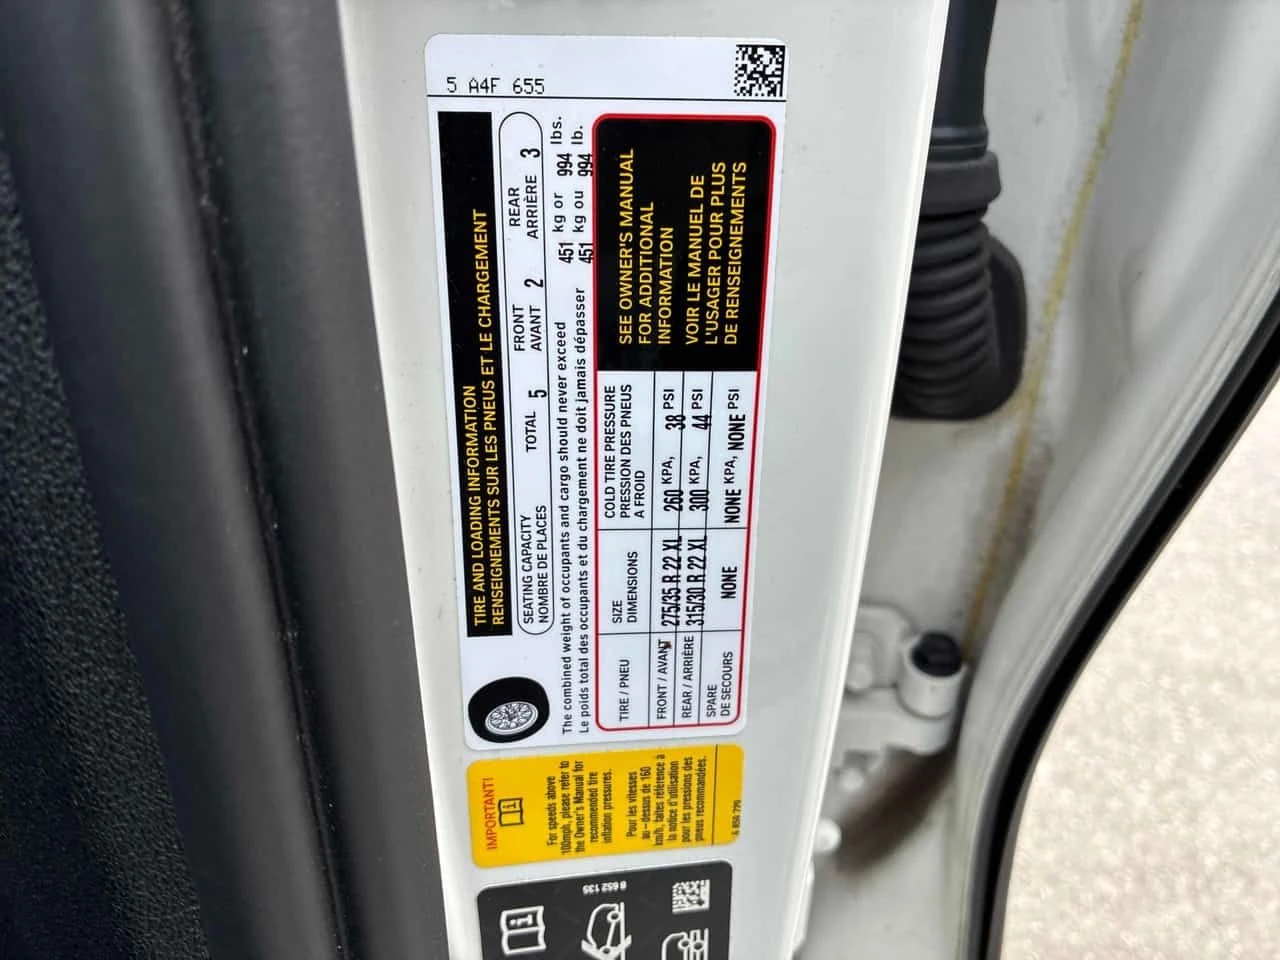 5 A4F 655
TIRE AND LOADING INFORMATION
RENSEIGNEMENTS SUR LES PNEUS ET LE CHARGEMENT
SEATING CAPACITY
NOMBRE DE PLACES
TOTAL 5
FRONT
AVANT 2
REAR
ARRIÈRE 3
The combined weight of occupants and cargo should never exceed 451 kg or 994 lbs.
Le poids total des occupants et du chargement ne doit jamais dépasser 451 kg ou 994 lb.
TIRE / PNEU
SIZE
DIMENSIONS
COLD TIRE PRESSURE
PRESSION DES PNEUS
A FROID
FRONT / AVANT 275/35 R 22 XL 260 KPA, 38 PSI
REAR / ARRIÈRE 315/30 R 22 XL 300 KPA, 44 PSI
SPARE
DE SECOURS NONE NONE KPA, NONE PSI
SEE OWNER'S MANUAL
FOR ADDITIONAL
INFORMATION
VOIR LE MANUEL DE
L'USAGER POUR PLUS
DE RENSEIGNEMENTS
IMPORTANT!
For speeds above
100mph, please refer to
the Owner's Manual for
recommended tire
inflation pressures.
Pour les vitesses
au-dessus de 160
km/h, faites référence à
la notice d'utilisation
pour les pressions des
pneus recommandées.
6 850 790
8 652 135